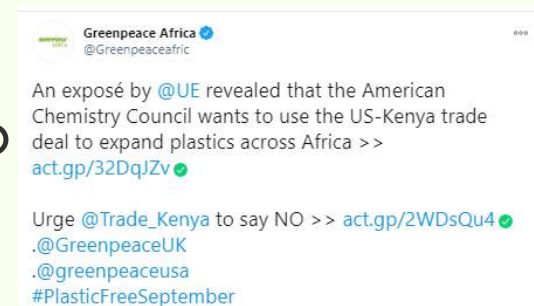 Greenpeace Africa
@Greenpeaceafric
An exposé by @UE revealed that the American
Chemistry Council wants to use the US-Kenya trade
deal to expand plastics across Africa >>
act.gp/32DqJZv
Urge @Trade_Kenya to say NO >> act.gp/2WDsQu4
.@GreenpeaceUK
.@greenpeaceusa
#PlasticFreeSeptember